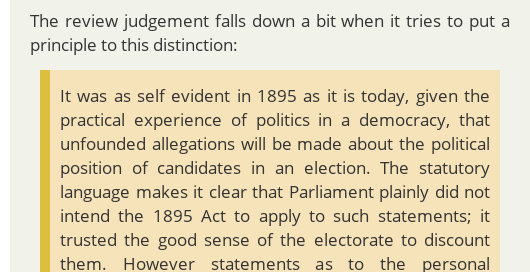 The review judgement falls down a bit when it tries to put a
principle to this distinction:
It was as self evident in 1895 as it is today, given the
practical experience of politics in a democracy, that
unfounded allegations will be made about the political
position of candidates in an election. The statutory
language makes it clear that Parliament plainly did not
intend the 1895 Act to apply to such statements; it
trusted the good sense of the electorate to discount
them. However statements as to the personal